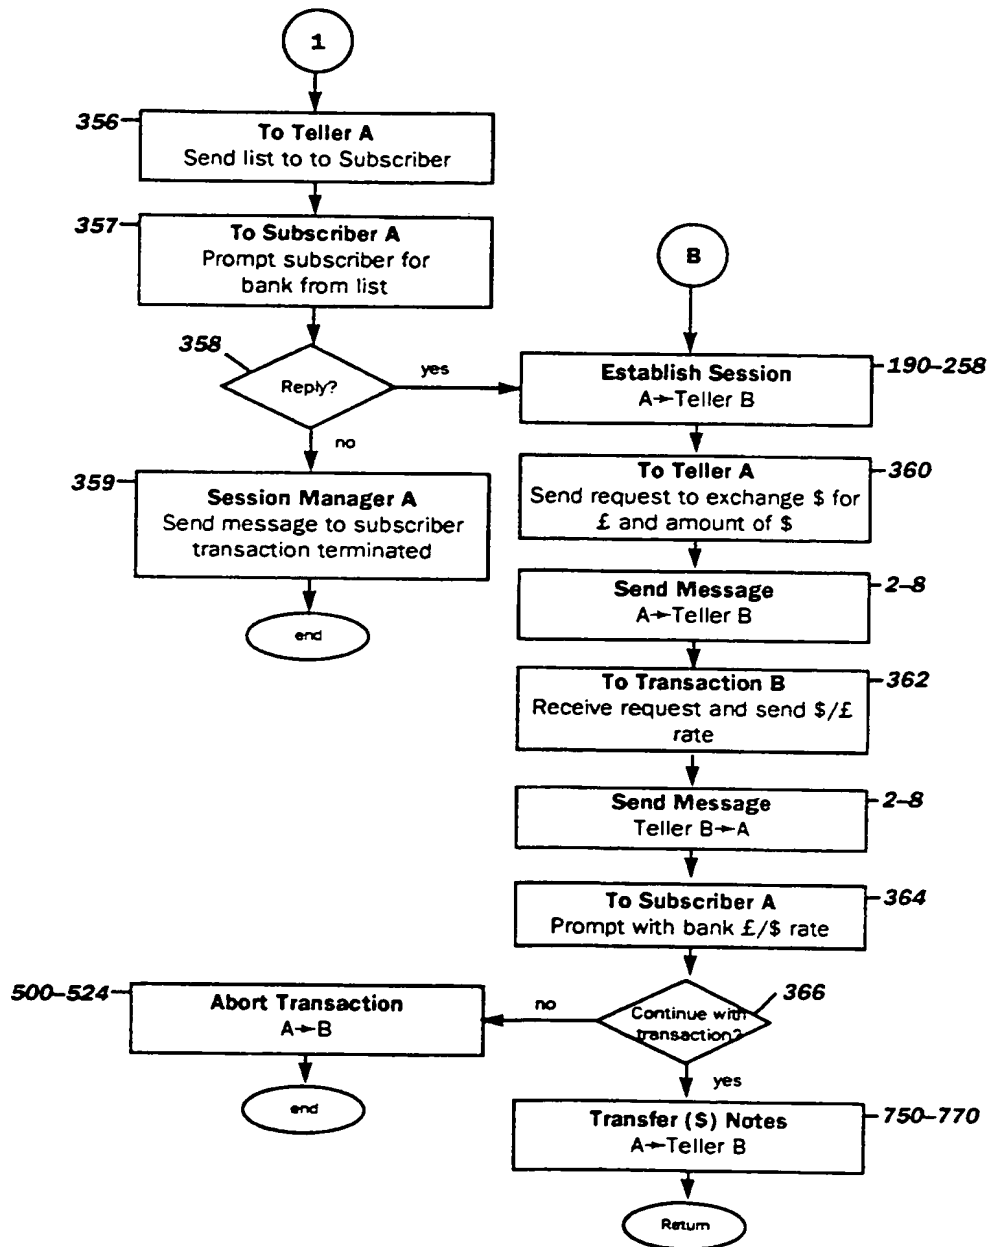 1
356
To Teller A
Send list to to Subscriber
357
To Subscriber A
Prompt subscriber for
bank from list
B
358
Reply?
yes
no
Establish Session
A→Teller B
190–258
359
Session Manager A
Send message to subscriber
transaction terminated
end
To Teller A
Send request to exchange $ for
£ and amount of $
360
Send Message
A→Teller B
2–8
To Transaction B
Receive request and send $/£
rate
362
Send Message
Teller B→A
2–8
To Subscriber A
Prompt with bank £/$ rate
364
500–524
Abort Transaction
A→B
end
no
Continue with
transaction?
366
yes
Transfer ($) Notes
A→Teller B
750–770
Return